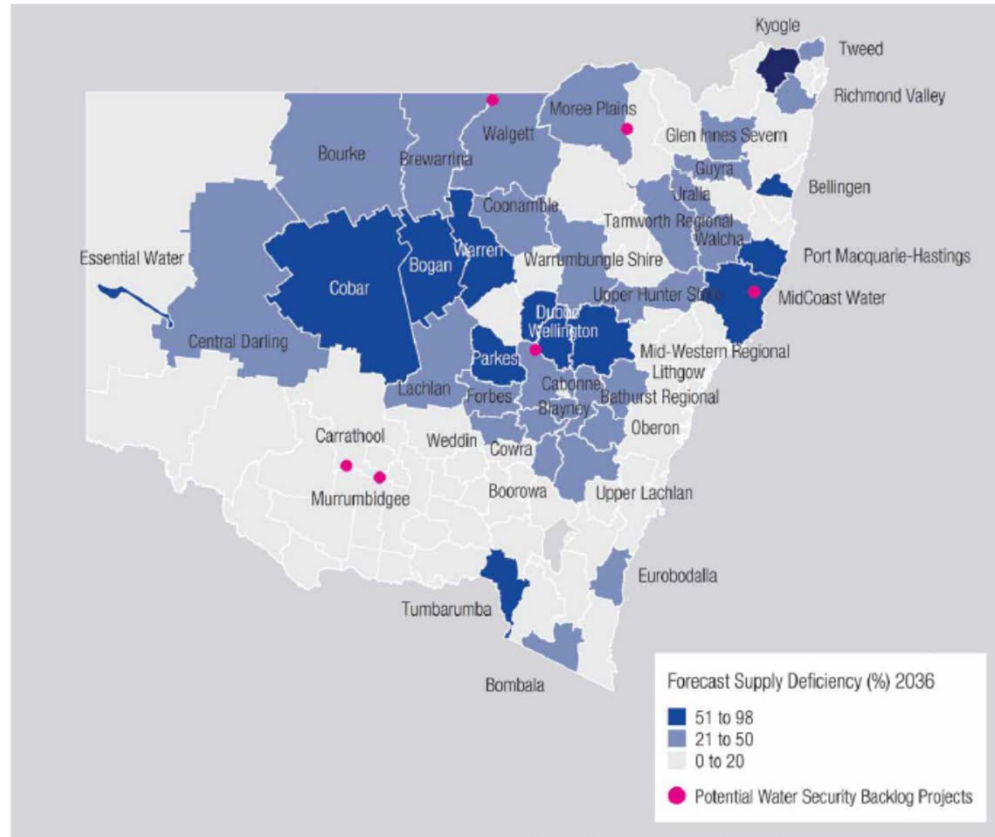 Kyogle
Tweed
Richmond Valley
Moree Plains
Glen Innes Severn
Walgett
Bourke
Brewarrina
Guyra
Bellingen
Uralla
Coonamble
Tamworth Regional
Walcha
Essential Water
Warren
Bogan
Warrumbungle Shire
Port Macquarie-Hastings
Cobar
Upper Hunter Shire
MidCoast Water
Dubbo
Wellington
Central Darling
Mid-Western Regional
Parkes
Lithgow
Lachlan
Cabonne
Forbes
Bathurst Regional
Blayney
Oberon
Carrathool
Weddin
Cowra
Boorowa
Upper Lachlan
Murrumbidgee
Eurobodalla
Tumbarumba
Bombala
Forecast Supply Deficiency (%) 2036
51 to 98
21 to 50
0 to 20
Potential Water Security Backlog Projects